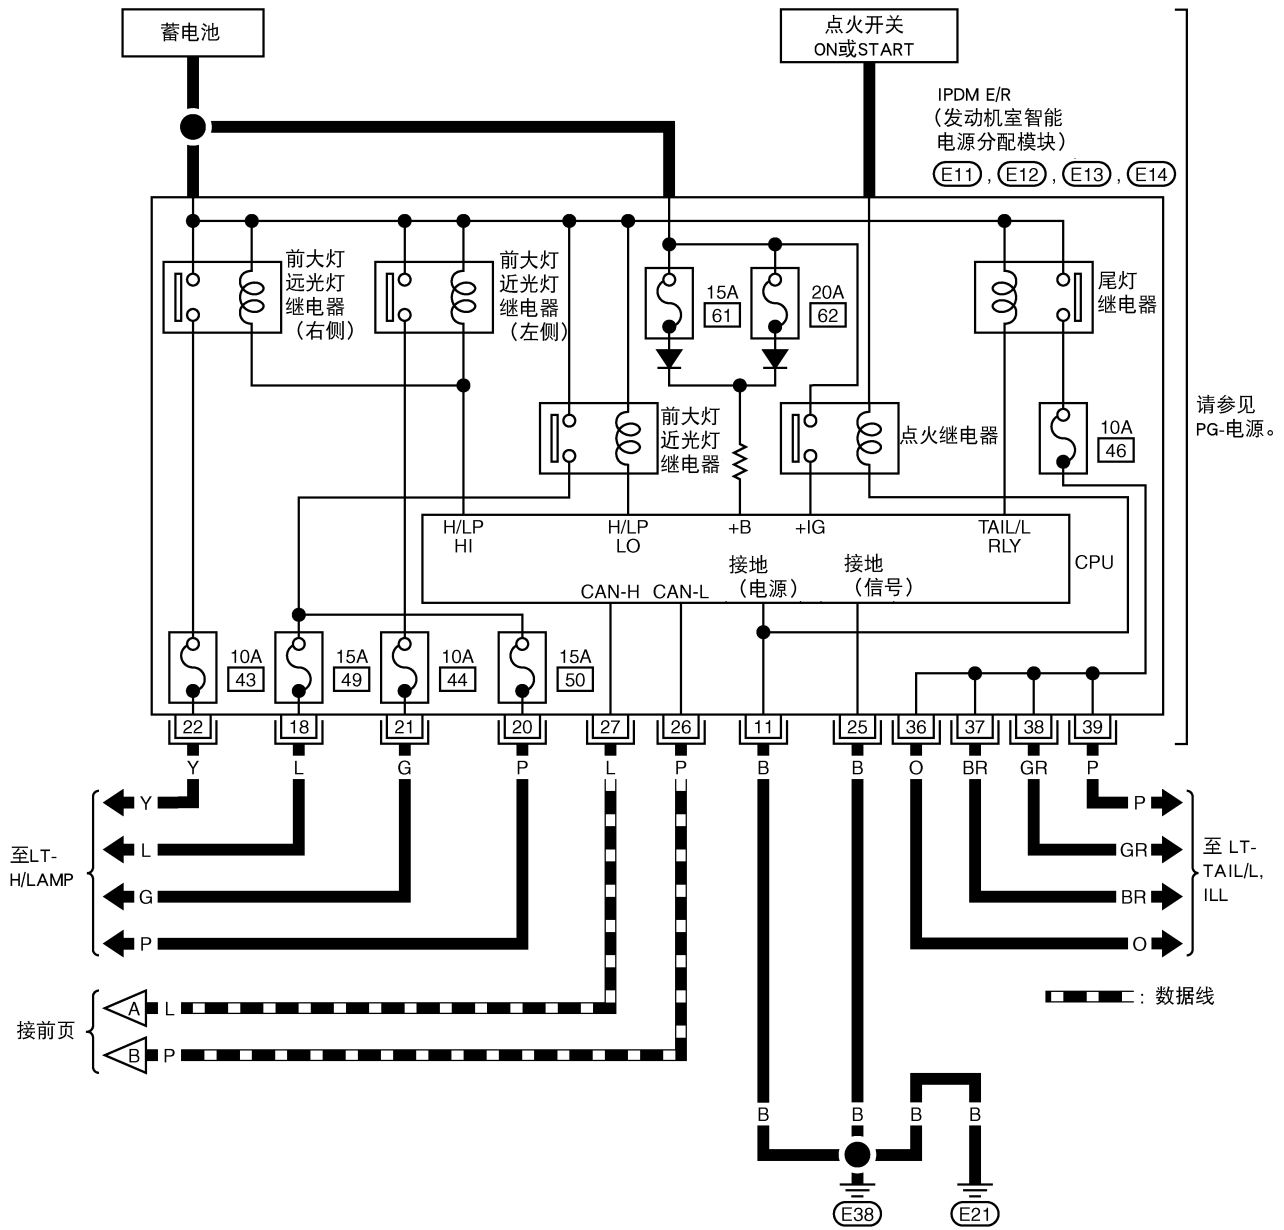 蓄电池
点火开关
ON或START
IPDM E/R
（发动机室智能
电源分配模块）
E11 , E12 , E13 , E14
前大灯
远光灯
继电器
（右侧）
前大灯
近光灯
继电器
（左侧）
15A
61
20A
62
尾灯
继电器
前大灯
近光灯
继电器
点火继电器
10A
46
请参见
PG-电源。
H/LP
HI
H/LP
LO
+B
+IG
TAIL/L
RLY
CPU
CAN-H
CAN-L
接地
（电源）
接地
（信号）
10A
43
15A
49
10A
44
15A
50
22 18 21 20 27 26 11 25 36 37 38 39
Y L G P L P B B O BR GR P
至LT-
H/LAMP
Y
L
G
P
P
GR
BR
O
至 LT-
TAIL/L,
ILL
接前页
A L
B P
: 数据线
B B B B
E38
E21